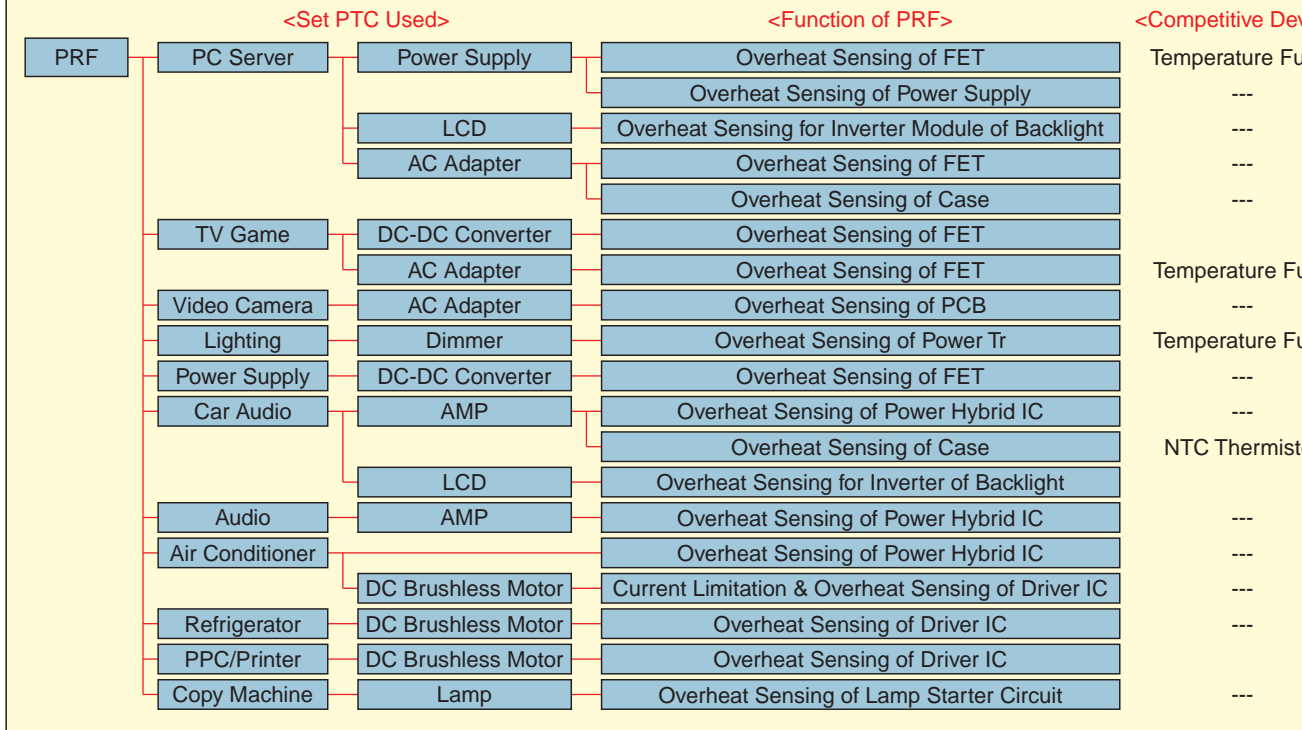 <Set PTC Used> <Function of PRF> <Competitive
PRF PC Server Power Supply Overheat Sensing of FET Temperature
Overheat Sensing of Power Supply ---
LCD Overheat Sensing for Inverter Module of Backlight ---
AC Adapter Overheat Sensing of FET ---
Overheat Sensing of Case ---
TV Game DC-DC Converter Overheat Sensing of FET
AC Adapter Overheat Sensing of FET Temperature
Video Camera AC Adapter Overheat Sensing of PCB ---
Lighting Dimmer Overheat Sensing of Power Tr Temperature
Power Supply DC-DC Converter Overheat Sensing of FET ---
Car Audio AMP Overheat Sensing of Power Hybrid IC ---
Overheat Sensing of Case NTC
LCD Overheat Sensing for Inverter of Backlight
Audio AMP Overheat Sensing of Power Hybrid IC ---
Air Conditioner Overheat Sensing of Power Hybrid IC ---
DC Brushless Motor Current Limitation & Overheat Sensing of Driver IC ---
Refrigerator DC Brushless Motor Overheat Sensing of Driver IC ---
PPC/Printer DC Brushless Motor Overheat Sensing of Driver IC
Copy Machine Lamp Overheat Sensing of Lamp Starter Circuit ---